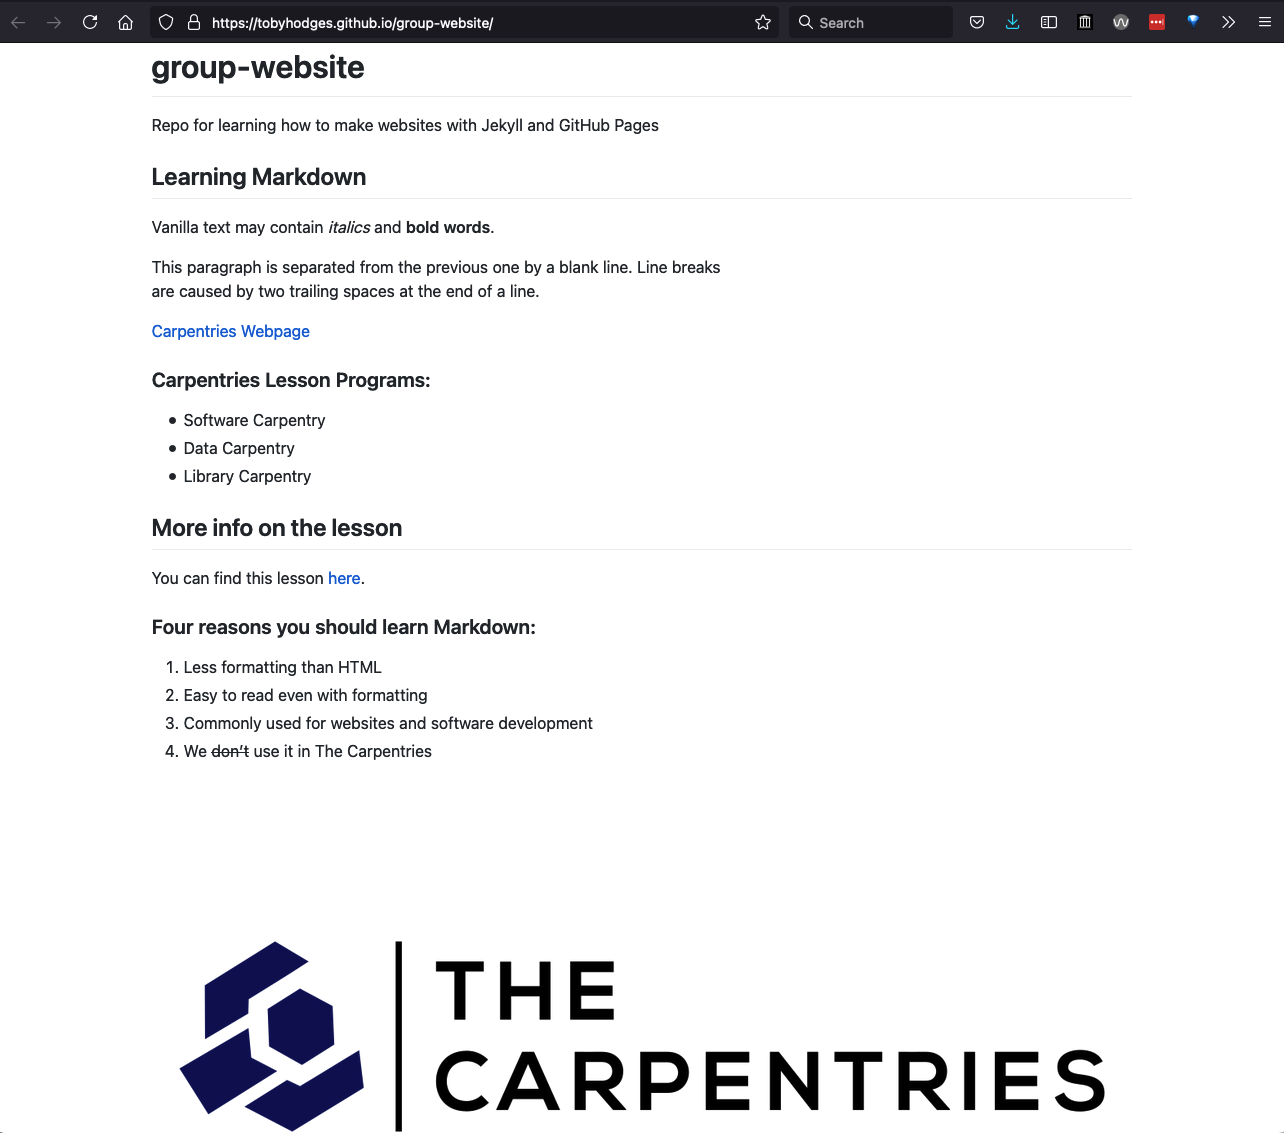 https://tobyhodges.github.io/group-website/
Search
group-website
Repo for learning how to make websites with Jekyll and GitHub Pages
Learning Markdown
Vanilla text may contain italics and bold words.
This paragraph is separated from the previous one by a blank line. Line breaks
are caused by two trailing spaces at the end of a line.
Carpentries Webpage
Carpentries Lesson Programs:
• Software Carpentry
• Data Carpentry
• Library Carpentry
More info on the lesson
You can find this lesson here.
Four reasons you should learn Markdown:
1. Less formatting than HTML
2. Easy to read even with formatting
3. Commonly used for websites and software development
4. We don’t use it in The Carpentries
THE
CARPENTRIES